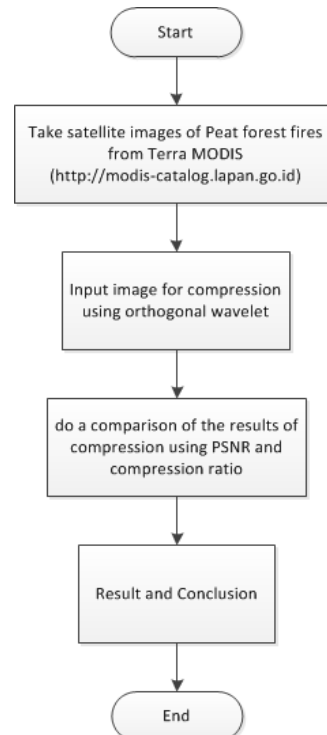 Start
Take satellite images of Peat forest fires
from Terra MODIS
(http://modis-catalog.lapan.go.id)
Input image for compression
using orthogonal wavelet
do a comparison of the results of
compression using PSNR and
compression ratio
Result and Conclusion
End